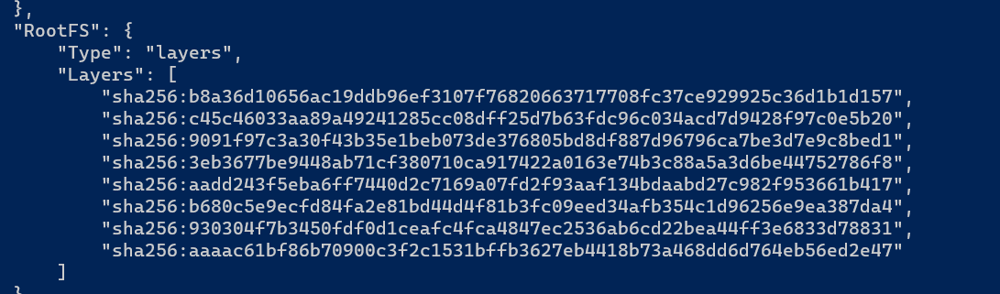 },
"RootFS": {
"Type": "layers",
"Layers": [
"sha256:b8a36d10656ac19ddb96ef3107f76820663717708fc37ce929925c36d1b1d157",
"sha256:c45c46033aa89a49241285cc08dff25d7b63fdc96c034acd7d9428f97c0e5b20",
"sha256:9091f97c3a30f43b35e1beb073de376805bd8df887d96796ca7be3d7e9c8bed1",
"sha256:3eb3677be9448ab71cf380710ca917422a0163e74b3c88a5a3d6be44752786f8",
"sha256:aadd243f5eba6ff7440d2c7169a07fd2f93aaf134bdaabd27c982f953661b417",
"sha256:b680c5e9ecfd84fa2e81bd44d4f81b3fc09eed34afb354c1d96256e9ea387da4",
"sha256:930304f7b3450fdf0d1ceafc4fca4847ec2536ab6cd22bea44ff3e6833d78831",
"sha256:aaaac61bf86b70900c3f2c1531bffb3627eb4418b73a468dd6d764eb56ed2e47"
]
}